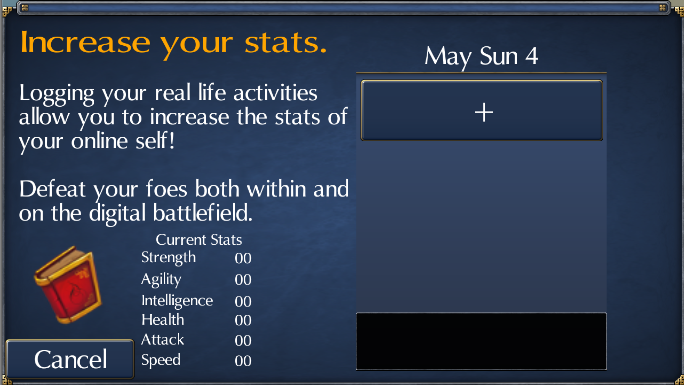 Increase your stats.
Logging your real life activities
allow you to increase the stats of
your online self!
Defeat your foes both within and
on the digital battlefield.
Current Stats
Strength 00
Agility 00
Intelligence 00
Health 00
Attack 00
Speed 00
Cancel
May Sun 4
+